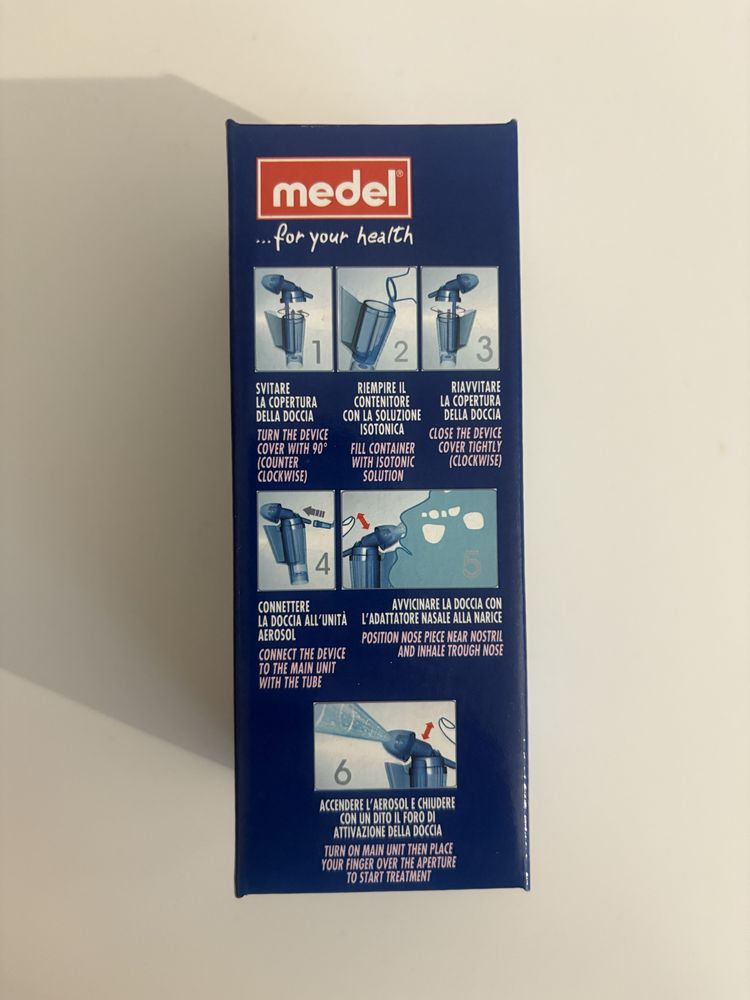 medel®
...for your health
1
2
3
SVITARE
LA COPERTURA
DELLA DOCCIA
TURN THE DEVICE
COVER WITH 90°
(COUNTER
CLOCKWISE)
RIEMPIRE IL
CONTENITORE
CON LA SOLUZIONE
ISOTONICA
FILL CONTAINER
WITH ISOTONIC
SOLUTION
RIAVVITARE
LA COPERTURA
DELLA DOCCIA
CLOSE THE DEVICE
COVER TIGHTLY
(CLOCKWISE)
4
5
CONNETTERE
LA DOCCIA ALL'UNITÀ
AEROSOL
CONNECT THE DEVICE
TO THE MAIN UNIT
WITH THE TUBE
AVVICINARE LA DOCCIA CON
L'ADATTATORE NASALE ALLA NARICE
POSITION NOSE PIECE NEAR NOSTRIL
AND INHALE TROUGH NOSE
6
ACCENDERE L'AEROSOL E CHIUDERE
CON UN DITO IL FORO DI
ATTIVAZIONE DELLA DOCCIA
TURN ON MAIN UNIT THEN PLACE
YOUR FINGER OVER THE APERTURE
TO START TREATMENT